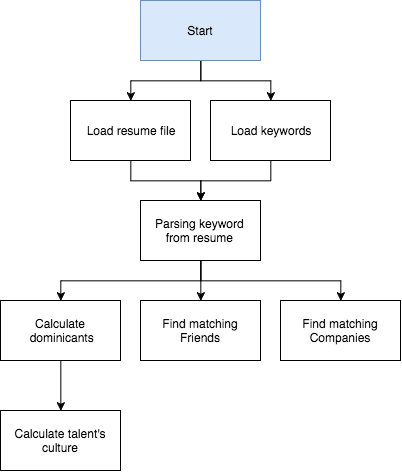 Start
Load resume file
Load keywords
Parsing keyword
from resume
Calculate
dominicants
Find matching
Friends
Find matching
Companies
Calculate talent's
culture